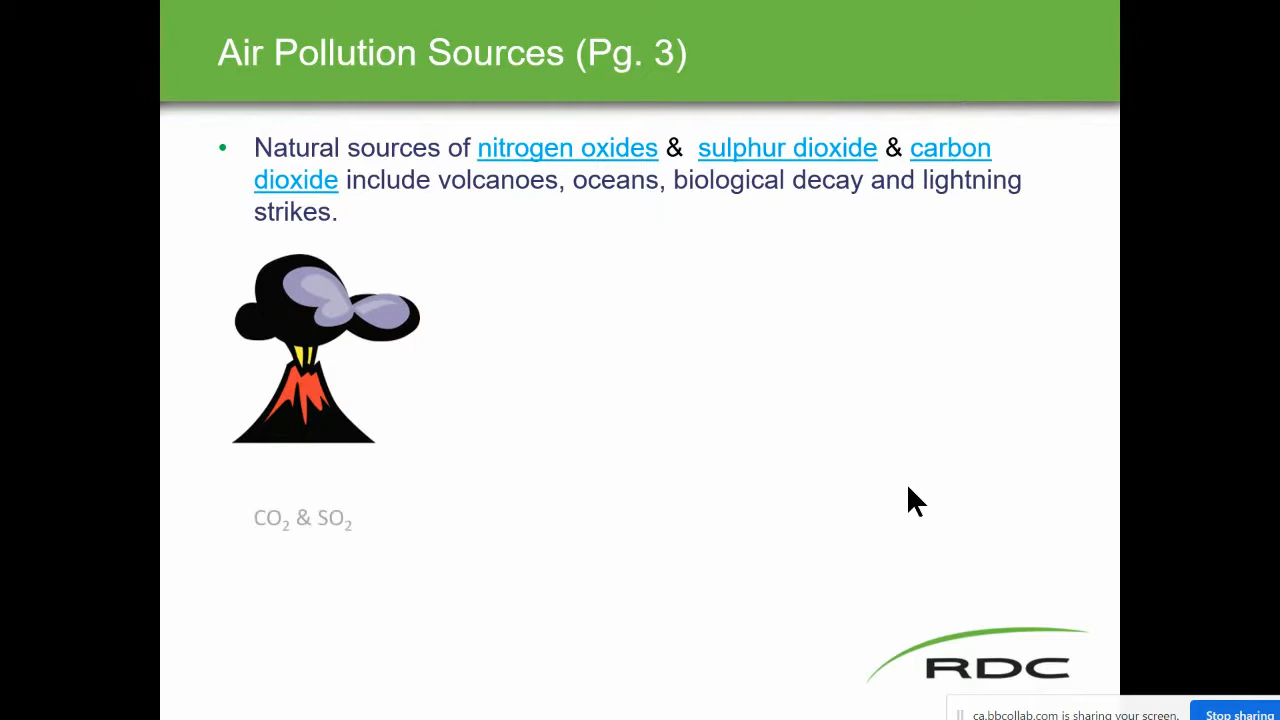 Air Pollution Sources (Pg. 3)
• Natural sources of nitrogen oxides & sulphur dioxide & carbon
dioxide include volcanoes, oceans, biological decay and lightning
strikes.
CO₂ & SO₂
RDC
ca.bbcollab.com is sharing your screen.
Stop sharing